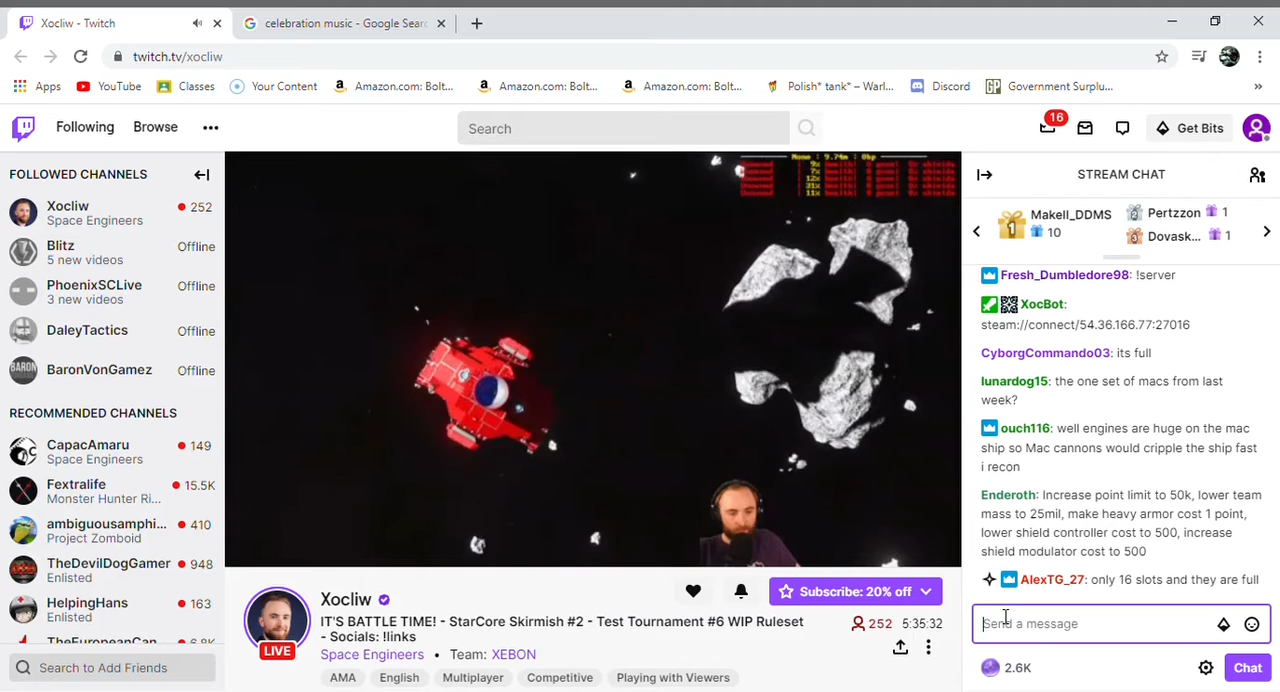 Xocliw - Twitch
celebration music - Google Searc
twitch.tv/xocliw
Apps YouTube Classes Your Content Amazon.com: Bolt... Amazon.com: Bolt... Amazon.com: Bolt... Polish* tank* – Warl... Discord Government Surplu... »
Following Browse Search 16 Get Bits
FOLLOWED CHANNELS
Xocliw 252
Space Engineers
Blitz Offline
5 new videos
PhoenixSCLive Offline
3 new videos
DaleyTactics Offline
BaronVonGamez Offline
RECOMMENDED CHANNELS
CapacAmaru 149
Space Engineers
Fextralife 15.5K
Monster Hunter Ri...
ambiguousamphi... 410
Project Zomboid
TheDevilDogGamer 948
Enlisted
HelpingHans 163
Enlisted
TheEuropeanCan 6.8K
Search to Add Friends
LIVE
Xocliw
Subscribe: 20% off
IT'S BATTLE TIME! - StarCore Skirmish #2 - Test Tournament #6 WIP Ruleset
- Socials: !links
252 5:35:32
Space Engineers • Team: XEBON
AMA English Multiplayer Competitive Playing with Viewers
STREAM CHAT
1 Makell_DDMS
10
2 Pertzzon 1
3 Dovask... 1
Fresh_Dumbledore98: !server
XocBot:
steam://connect/54.36.166.77:27016
CyborgCommando03: its full
lunardog15: the one set of macs from last
week?
ouch116: well engines are huge on the mac
ship so Mac cannons would cripple the ship fast
i recon
Enderoth: Increase point limit to 50k, lower team
mass to 25mil, make heavy armor cost 1 point,
lower shield controller cost to 500, increase
shield modulator cost to 500
AlexTG_27: only 16 slots and they are full
Send a message
2.6K
Chat